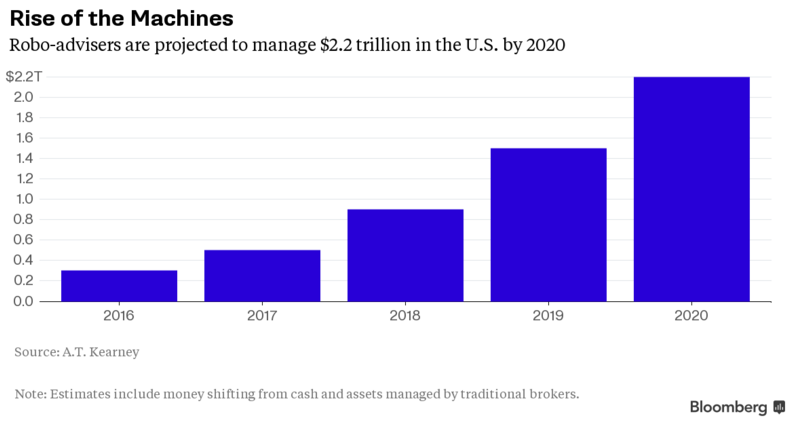 Rise of the Machines
Robo-advisers are projected to manage $2.2 trillion in the U.S. by 2020
$2.2T
2.0
1.8
1.6
1.4
1.2
1.0
0.8
0.6
0.4
0.2
0.0
2016 2017 2018 2019 2020
Source: A.T. Kearney
Note: Estimates include money shifting from cash and assets managed by traditional brokers.
Bloomberg